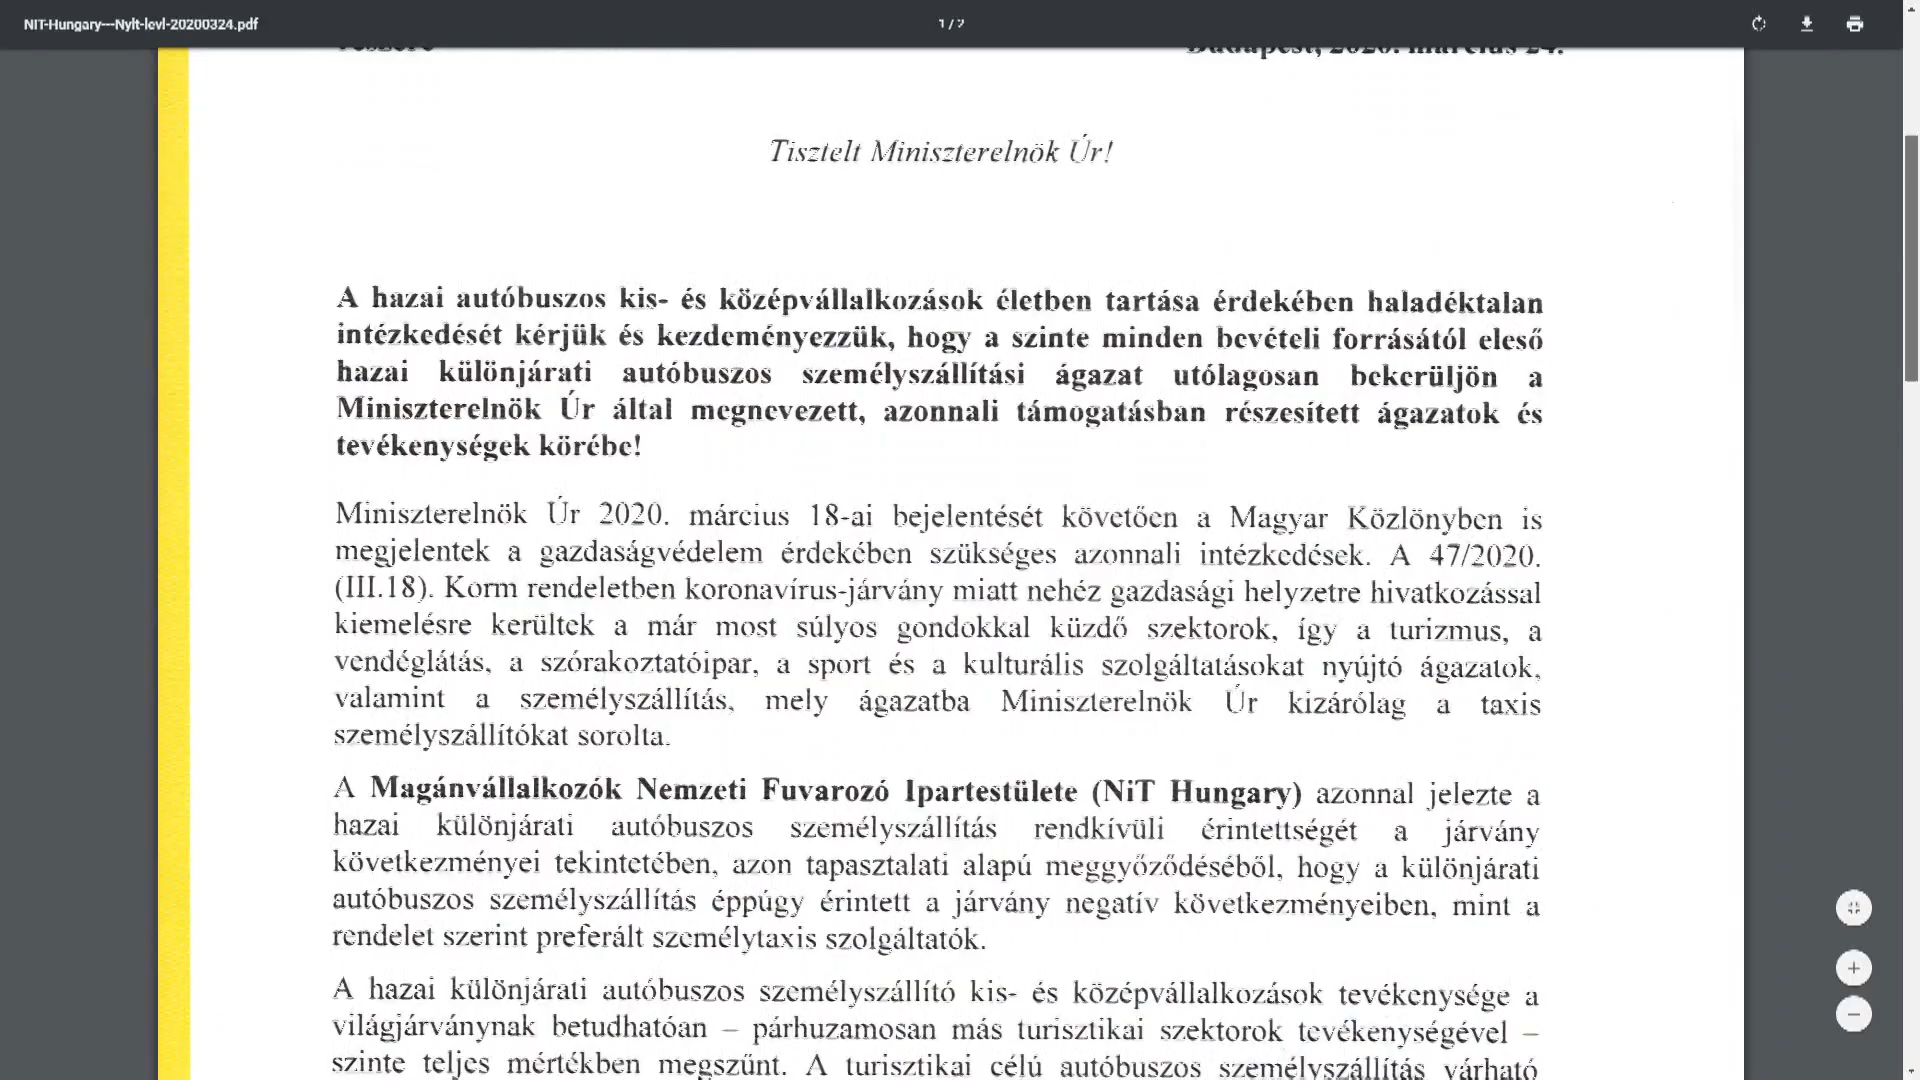 NIT-Hungary---Nylt-levl-20200324.pdf
1 / 2
részére
Budapest, 2020. március 24.
Tisztelt Miniszterelnök Úr!
A hazai autóbuszos kis- és középvállalkozások életben tartása érdekében haladéktalan
intézkedését kérjük és kezdeményezzük, hogy a szinte minden bevételi forrásától eleső
hazai különjárati autóbuszos személyszállítási ágazat utólagosan bekerüljön a
Miniszterelnök Úr által megnevezett, azonnali támogatásban részesített ágazatok és
tevékenységek körébe!
Miniszterelnök Úr 2020. március 18-ai bejelentését követően a Magyar Közlönyben is
megjelentek a gazdaságvédelem érdekében szükséges azonnali intézkedések. A 47/2020.
(III.18). Korm rendeletben koronavírus-járvány miatt nehéz gazdasági helyzetre hivatkozással
kiemelésre kerültek a már most súlyos gondokkal küzdő szektorok, így a turizmus, a
vendéglátás, a szórakoztatóipar, a sport és a kulturális szolgáltatásokat nyújtó ágazatok,
valamint a személyszállítás, mely ágazatba Miniszterelnök Úr kizárólag a taxis
személyszállítókat sorolta.
A Magánvállalkozók Nemzeti Fuvarozó Ipartestülete (NiT Hungary) azonnal jelezte a
hazai különjárati autóbuszos személyszállítás rendkívüli érintettségét a járvány
következményei tekintetében, azon tapasztalati alapú meggyőződéséből, hogy a különjárati
autóbuszos személyszállítás éppúgy érintett a járvány negatív következményeiben, mint a
rendelet szerint preferált személytaxis szolgáltatók.
A hazai különjárati autóbuszos személyszállító kis- és középvállalkozások tevékenysége a
világjárványnak betudhatóan – párhuzamosan más turisztikai szektorok tevékenységével –
szinte teljes mértékben megszűnt. A turisztikai célú autóbuszos személyszállítás várható